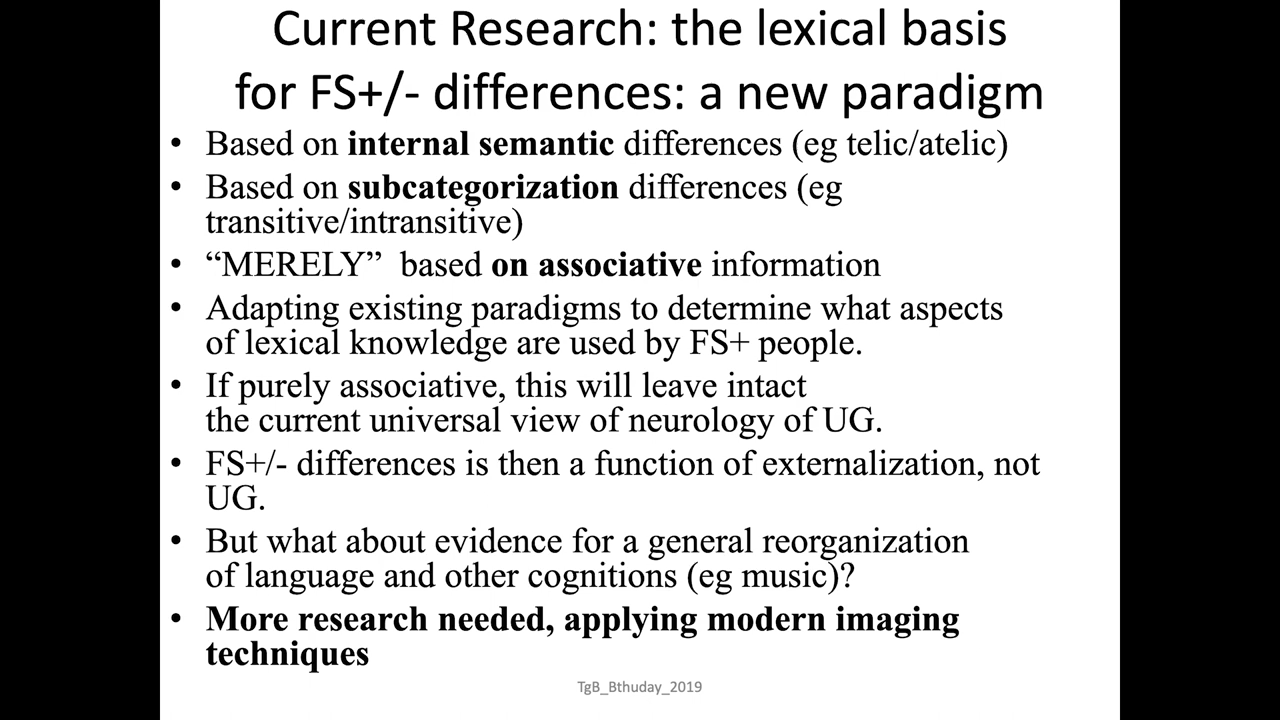 Current Research: the lexical basis
for FS+/- differences: a new paradigm
• Based on internal semantic differences (eg telic/atelic)
• Based on subcategorization differences (eg
transitive/intransitive)
• “MERELY”  based on associative information
• Adapting existing paradigms to determine what aspects
of lexical knowledge are used by FS+ people.
• If purely associative, this will leave intact
the current universal view of neurology of UG.
• FS+/- differences is then a function of externalization, not
UG.
• But what about evidence for a general reorganization
of language and other cognitions (eg music)?
• More research needed, applying modern imaging
techniques
TgB_Bthuday_2019